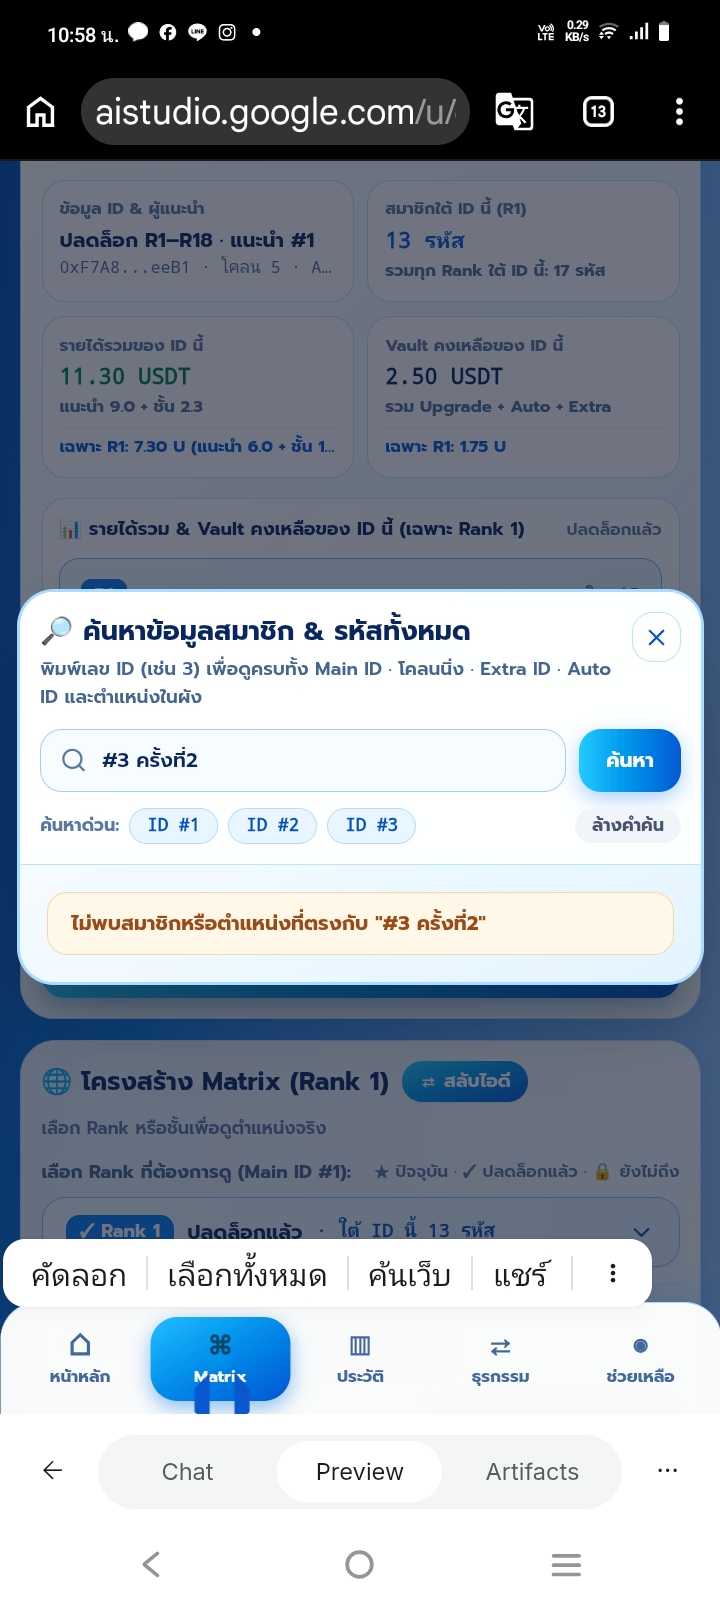 10:58 น.
VoI) LTE 0.29 KB/s
aistudio.google.com/u/
13
ข้อมูล ID & ผู้แนะนำ
ปลดล็อก R1–R18 · แนะนำ #1
0xF7A8...eeB1 · โคลน 5 · A...
สมาชิกใต้ ID นี้ (R1)
13 รหัส
รวมทุก Rank ใต้ ID นี้: 17 รหัส
รายได้รวมของ ID นี้
11.30 USDT
แนะนำ 9.0 + ชั้น 2.3
เฉพาะ R1: 7.30 U (แนะนำ 6.0 + ชั้น 1...
Vault คงเหลือของ ID นี้
2.50 USDT
รวม Upgrade + Auto + Extra
เฉพาะ R1: 1.75 U
รายได้รวม & Vault คงเหลือของ ID นี้ (เฉพาะ Rank 1) ปลดล็อกแล้ว
ค้นหาข้อมูลสมาชิก & รหัสทั้งหมด
พิมพ์เลข ID (เช่น 3) เพื่อดูครบทั้ง Main ID · โคลนนิ่ง · Extra ID · Auto
ID และตำแหน่งในผัง
#3 ครั้งที่2
ค้นหา
ค้นหาด่วน: ID #1 ID #2 ID #3 ล้างคำค้น
ไม่พบสมาชิกหรือตำแหน่งที่ตรงกับ "#3 ครั้งที่2"
โครงสร้าง Matrix (Rank 1) ⇄ สลับไอดี
เลือก Rank หรือชั้นเพื่อดูตำแหน่งจริง
เลือก Rank ที่ต้องการดู (Main ID #1): ★ ปัจจุบัน · ✓ ปลดล็อกแล้ว · 🔒 ยังไม่ถึง
✓ Rank 1 ปลดล็อกแล้ว · ใต้ ID นี้ 13 รหัส
คัดลอก เลือกทั้งหมด ค้นเว็บ แชร์
หน้าหลัก Matrix ประวัติ ธุรกรรม ช่วยเหลือ
Chat Preview Artifacts